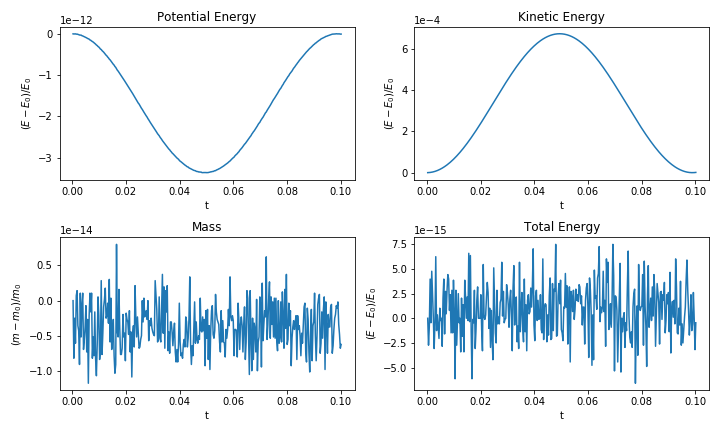 Potential Energy
1e−12
0
−1
−2
−3
(E − E₀)/E₀
0.00 0.02 0.04 0.06 0.08 0.10
t
Kinetic Energy
1e−4
6
4
2
0
(E − E₀)/E₀
0.00 0.02 0.04 0.06 0.08 0.10
t
Mass
1e−14
0.5
0.0
−0.5
−1.0
(m − m₀)/m₀
0.00 0.02 0.04 0.06 0.08 0.10
t
Total Energy
1e−15
7.5
5.0
2.5
0.0
−2.5
−5.0
(E − E₀)/E₀
0.00 0.02 0.04 0.06 0.08 0.10
t